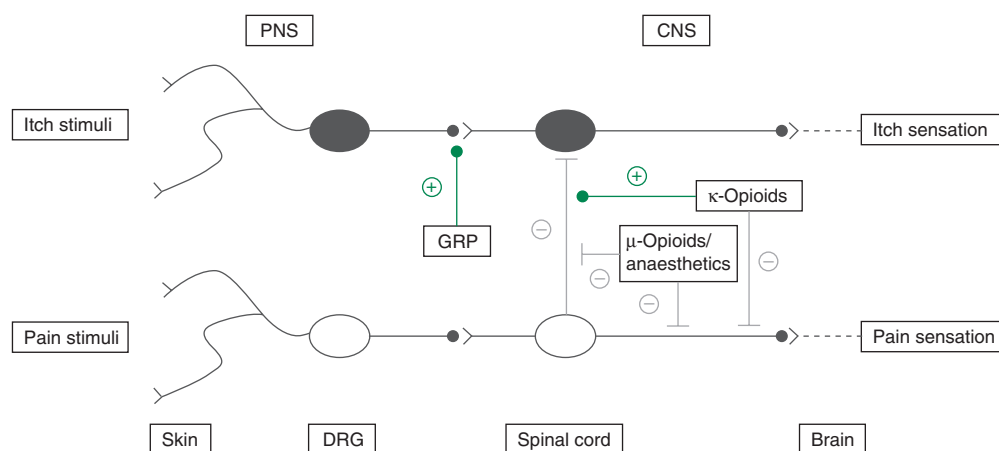 PNS
CNS
Itch stimuli
Itch sensation
+
+
κ-Opioids
GRP
−
μ-Opioids/
anaesthetics
−
−
−
Pain stimuli
Pain sensation
Skin
DRG
Spinal cord
Brain